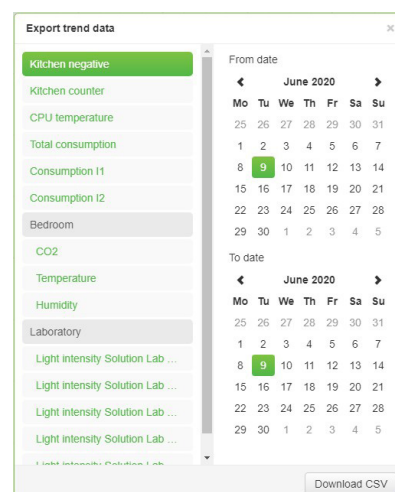 Export trend data ×
Kitchen negative
Kitchen counter
CPU temperature
Total consumption
Consumption I1
Consumption I2
Bedroom
CO2
Temperature
Humidity
Laboratory
Light intensity Solution Lab ...
Light intensity Solution Lab ...
Light intensity Solution Lab ...
Light intensity Solution Lab ...
Light intensity Solution Lab
From date
June 2020
Mo Tu We Th Fr Sa Su
25 26 27 28 29 30 31
1 2 3 4 5 6 7
8 9 10 11 12 13 14
15 16 17 18 19 20 21
22 23 24 25 26 27 28
29 30 1 2 3 4 5
To date
June 2020
Mo Tu We Th Fr Sa Su
25 26 27 28 29 30 31
1 2 3 4 5 6 7
8 9 10 11 12 13 14
15 16 17 18 19 20 21
22 23 24 25 26 27 28
29 30 1 2 3 4 5
Download CSV